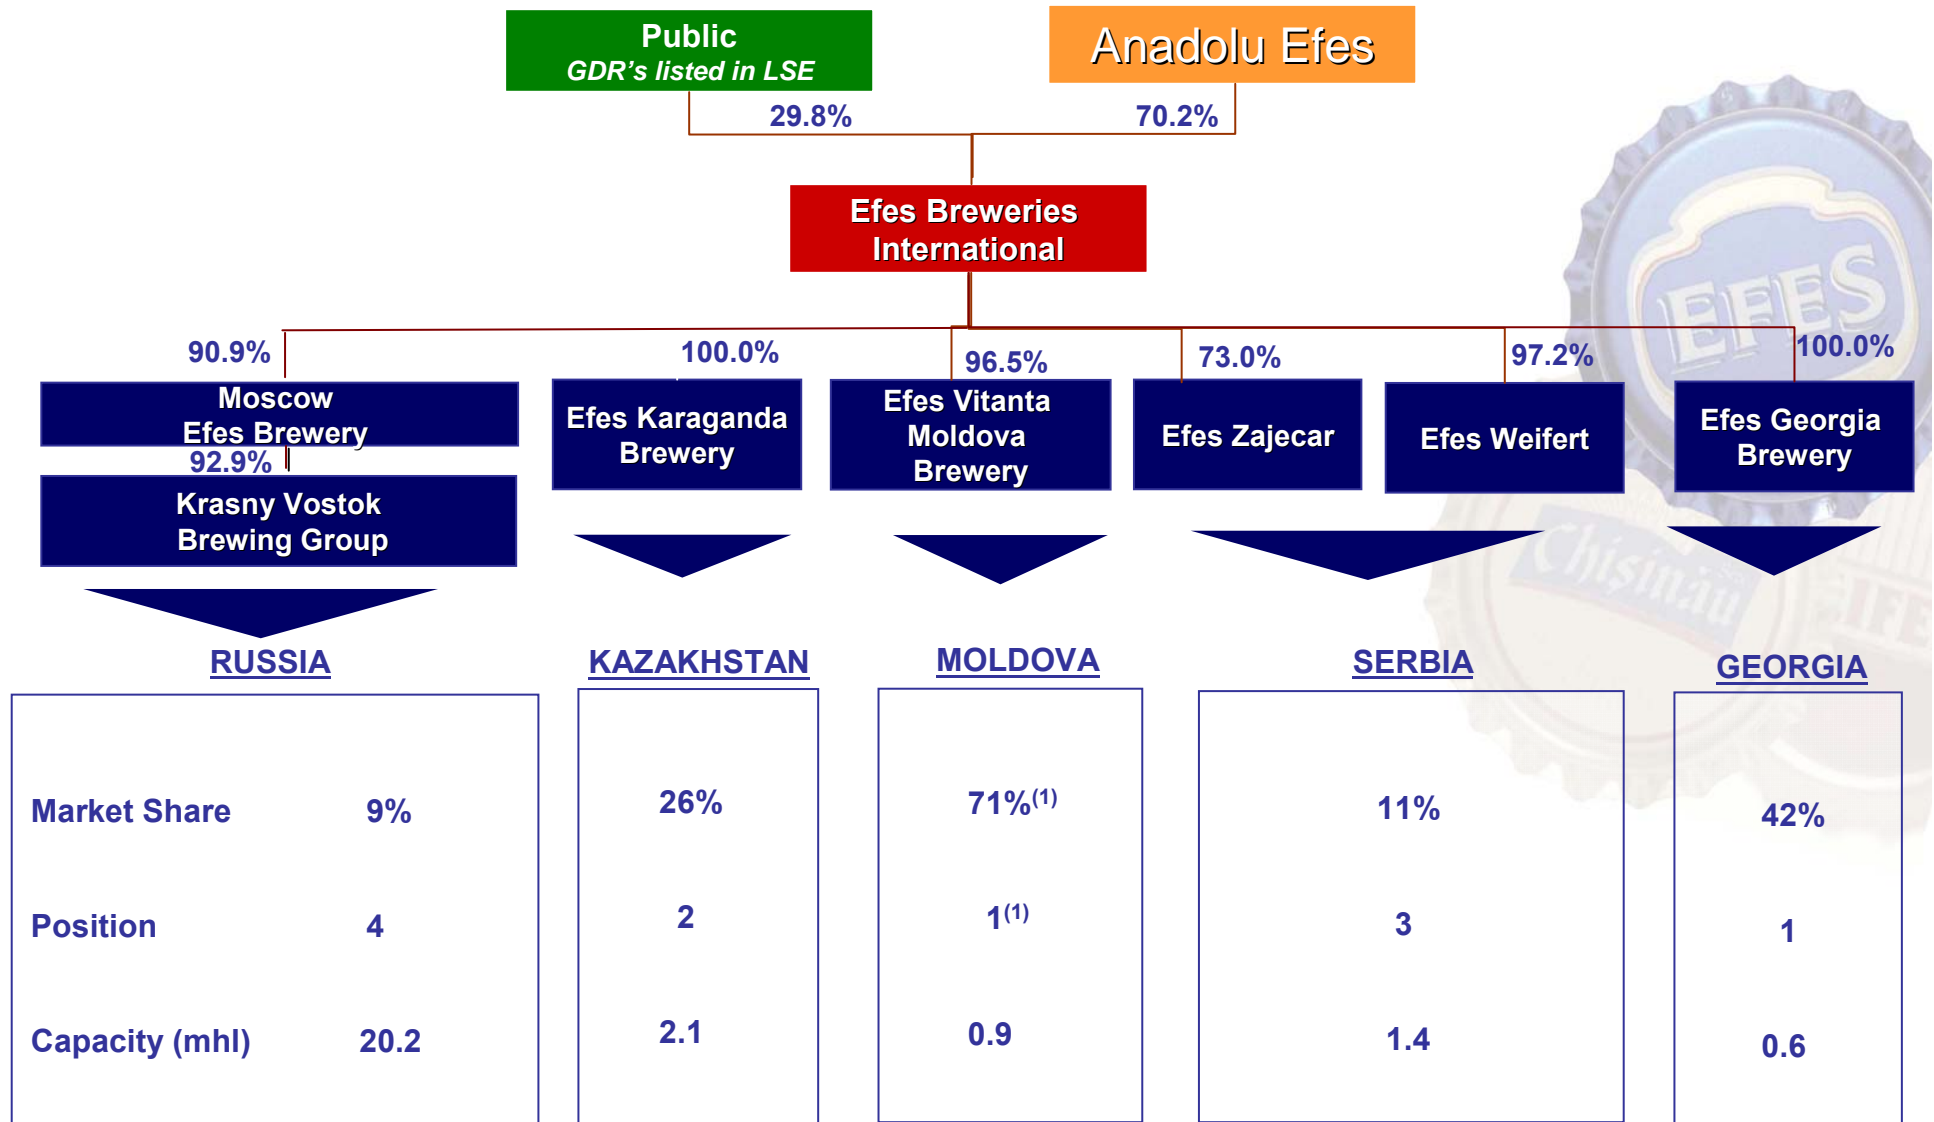 Public
GDR's listed in LSE
Anadolu Efes
29.8%
70.2%
Efes Breweries
International
90.9%
100.0%
96.5%
73.0%
97.2%
100.0%
Moscow
Efes Brewery
92.9%
Krasny Vostok
Brewing Group
Efes Karaganda
Brewery
Efes Vitanta
Moldova
Brewery
Efes Zajecar
Efes Weifert
Efes Georgia
Brewery
EFES
Chişinău
RUSSIA
KAZAKHSTAN
MOLDOVA
SERBIA
GEORGIA
Market Share 9% 26% 71%(1) 11% 42%
Position 4 2 1(1) 3 1
Capacity (mhl) 20.2 2.1 0.9 1.4 0.6